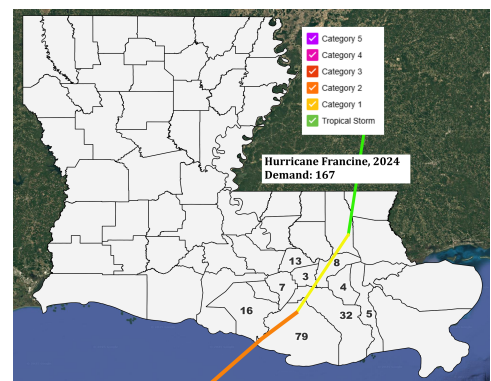 Category 5
Category 4
Category 3
Category 2
Category 1
Tropical Storm
Hurricane Francine, 2024
Demand: 167
13
8
3
7
4
16
32
5
79